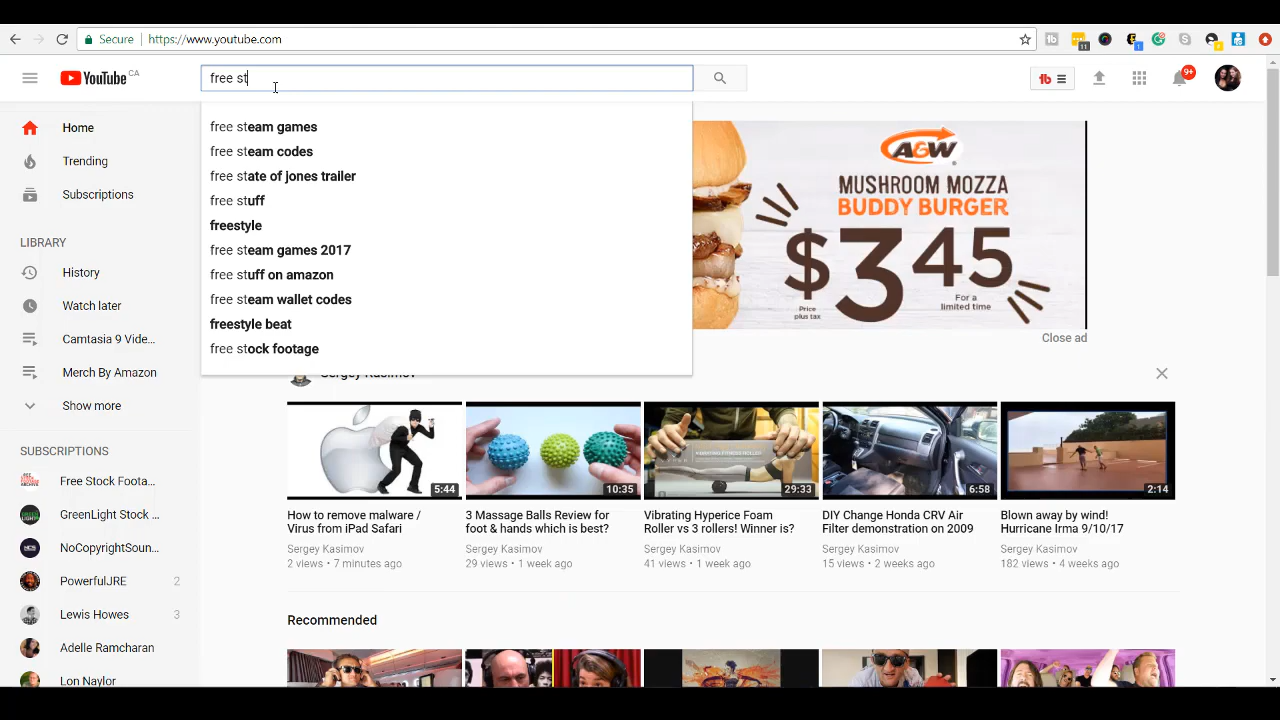 Secure https://www.youtube.com
11
1
YouTube CA
free st
tb
9+
free steam games
free steam codes
free state of jones trailer
free stuff
freestyle
free steam games 2017
free stuff on amazon
free steam wallet codes
freestyle beat
free stock footage
Home
Trending
Subscriptions
LIBRARY
History
Watch later
Camtasia 9 Vide...
Merch By Amazon
Show more
SUBSCRIPTIONS
Free Stock Foota...
GreenLight Stock ...
NoCopyrightSoun...
PowerfulJRE 2
Lewis Howes 3
Adelle Ramcharan
Lon Naylor
A&W
MUSHROOM MOZZA
BUDDY BURGER
$3.45
Price
plus tax
For a
limited time
Close ad
Sergey Kasimov
5:44
10:35
29:33
6:58
2:14
How to remove malware /
Virus from iPad Safari
Sergey Kasimov
2 views • 7 minutes ago
3 Massage Balls Review for
foot & hands which is best?
Sergey Kasimov
29 views • 1 week ago
Vibrating Hyperice Foam
Roller vs 3 rollers! Winner is?
Sergey Kasimov
41 views • 1 week ago
DIY Change Honda CRV Air
Filter demonstration on 2009
Sergey Kasimov
15 views • 2 weeks ago
Blown away by wind!
Hurricane Irma 9/10/17
Sergey Kasimov
182 views • 4 weeks ago
Recommended